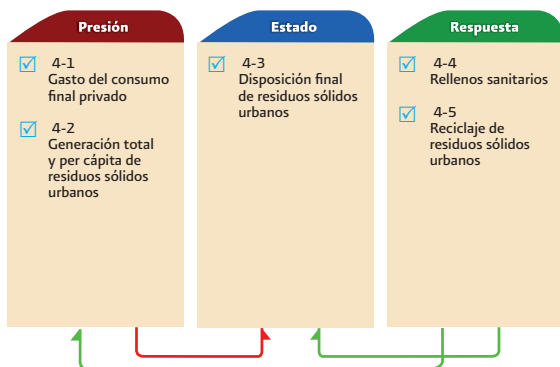 Presión
4-1
Gasto del consumo
final privado
4-2
Generación total
y per cápita de
residuos sólidos
urbanos
Estado
4-3
Disposición final
de residuos sólidos
urbanos
Respuesta
4-4
Rellenos sanitarios
4-5
Reciclaje de
residuos sólidos
urbanos